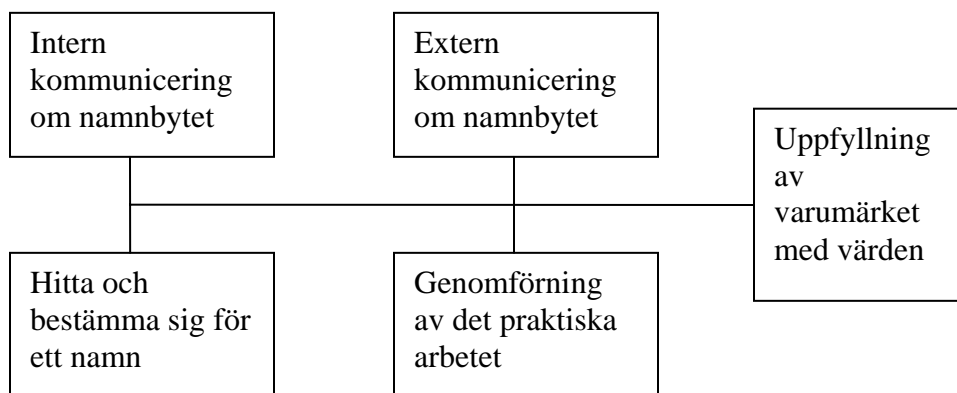 Intern
kommunicering
om namnbytet
Extern
kommunicering
om namnbytet
Uppfyllning
av
varumärket
med värden
Hitta och
bestämma sig för
ett namn
Genomförning
av det praktiska
arbetet